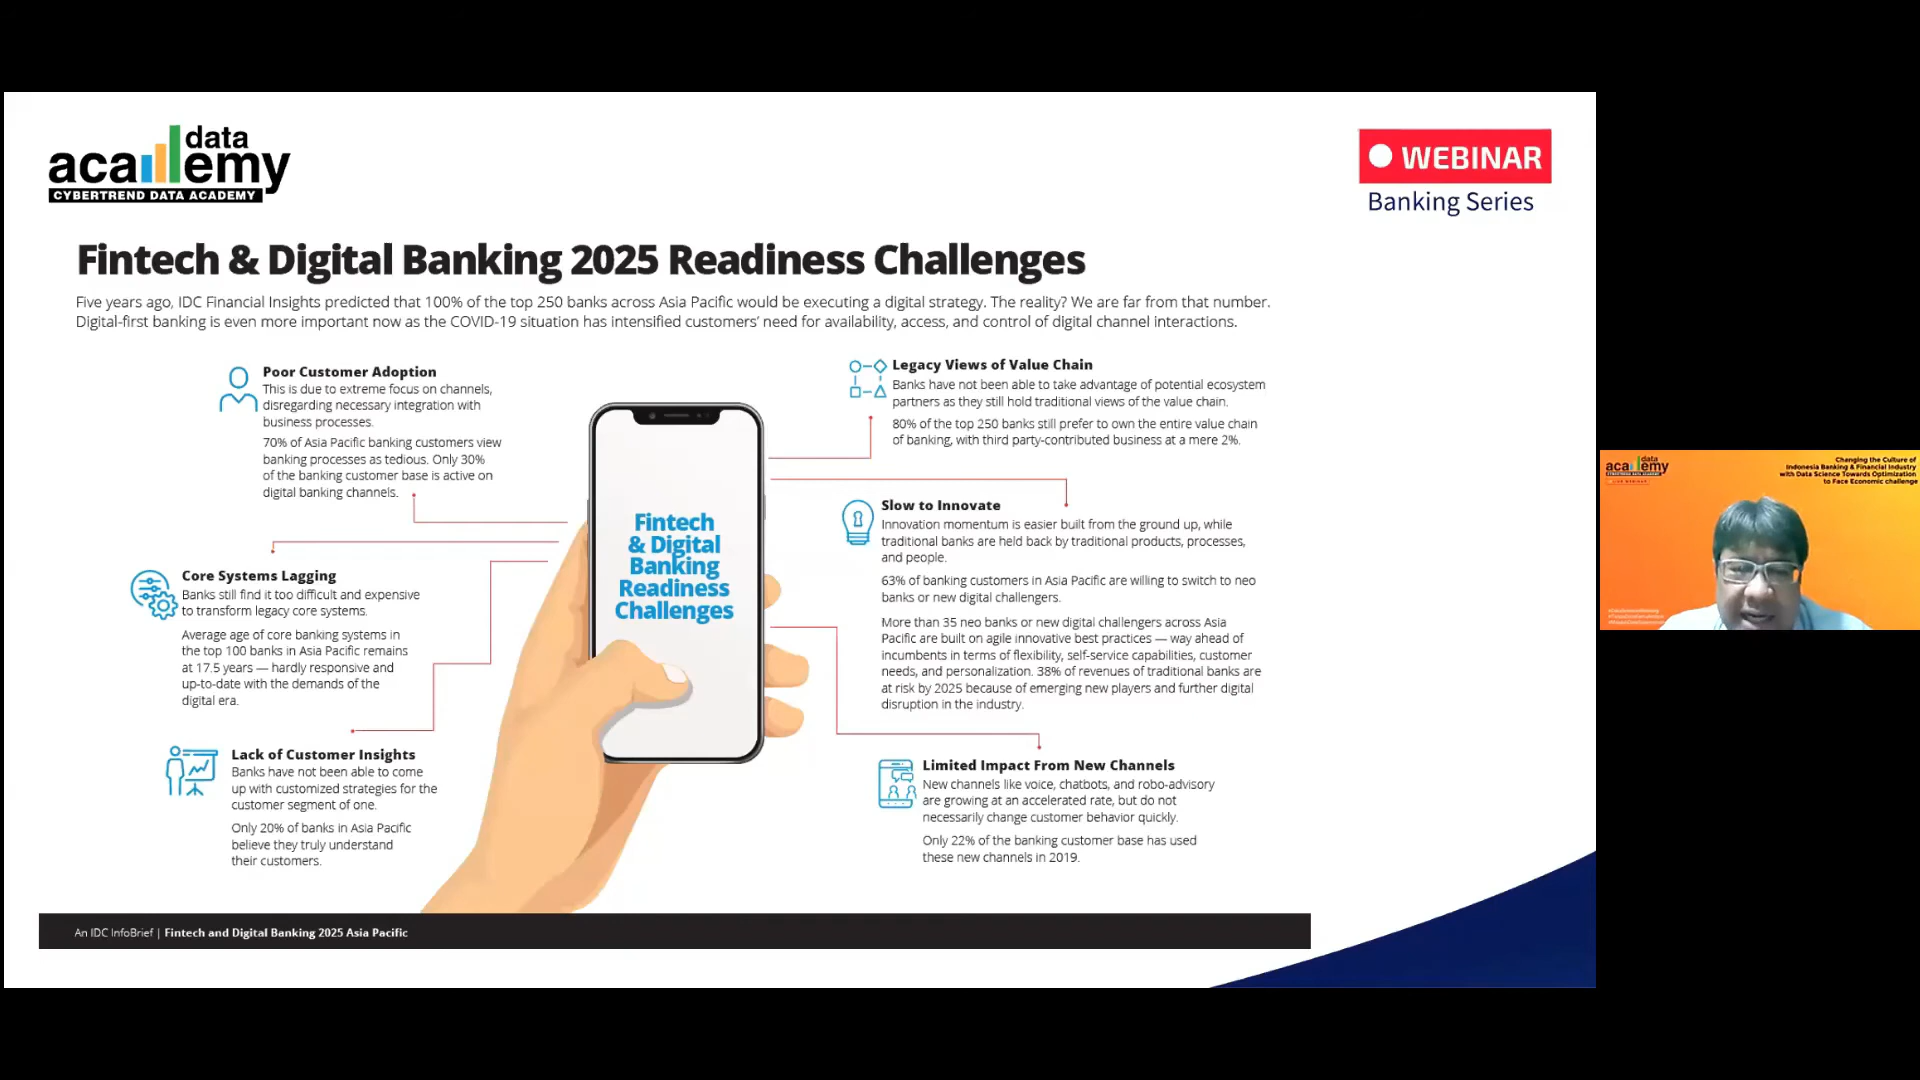 data
academy
CYBERTREND DATA ACADEMY
WEBINAR
Banking Series
Fintech & Digital Banking 2025 Readiness Challenges
Five years ago, IDC Financial Insights predicted that 100% of the top 250 banks across Asia Pacific would be executing a digital strategy. The reality? We are far from that number.
Digital-first banking is even more important now as the COVID-19 situation has intensified customers’ need for availability, access, and control of digital channel interactions.
Poor Customer Adoption
This is due to extreme focus on channels,
disregarding necessary integration with
business processes.
70% of Asia Pacific banking customers view
banking processes as tedious. Only 30%
of the banking customer base is active on
digital banking channels.
Core Systems Lagging
Banks still find it too difficult and expensive
to transform legacy core systems.
Average age of core banking systems in
the top 100 banks in Asia Pacific remains
at 17.5 years — hardly responsive and
up-to-date with the demands of the
digital era.
Lack of Customer Insights
Banks have not been able to come
up with customized strategies for the
customer segment of one.
Only 20% of banks in Asia Pacific
believe they truly understand
their customers.
Fintech
& Digital
Banking
Readiness
Challenges
Legacy Views of Value Chain
Banks have not been able to take advantage of potential ecosystem
partners as they still hold traditional views of the value chain.
80% of the top 250 banks still prefer to own the entire value chain
of banking, with third party-contributed business at a mere 2%.
Slow to Innovate
Innovation momentum is easier built from the ground up, while
traditional banks are held back by traditional products, processes,
and people.
63% of banking customers in Asia Pacific are willing to switch to neo
banks or new digital challengers.
More than 35 neo banks or new digital challengers across Asia
Pacific are built on agile innovative best practices — way ahead of
incumbents in terms of flexibility, self-service capabilities, customer
needs, and personalization. 38% of revenues of traditional banks are
at risk by 2025 because of emerging new players and further digital
disruption in the industry.
Limited Impact From New Channels
New channels like voice, chatbots, and robo-advisory
are growing at an accelerated rate, but do not
necessarily change customer behavior quickly.
Only 22% of the banking customer base has used
these new channels in 2019.
An IDC InfoBrief | Fintech and Digital Banking 2025 Asia Pacific
data
academy
Changing the Culture of
Indonesia Banking & Financial Industry
with Data Science Towards Optimization
to Face Economic challenge